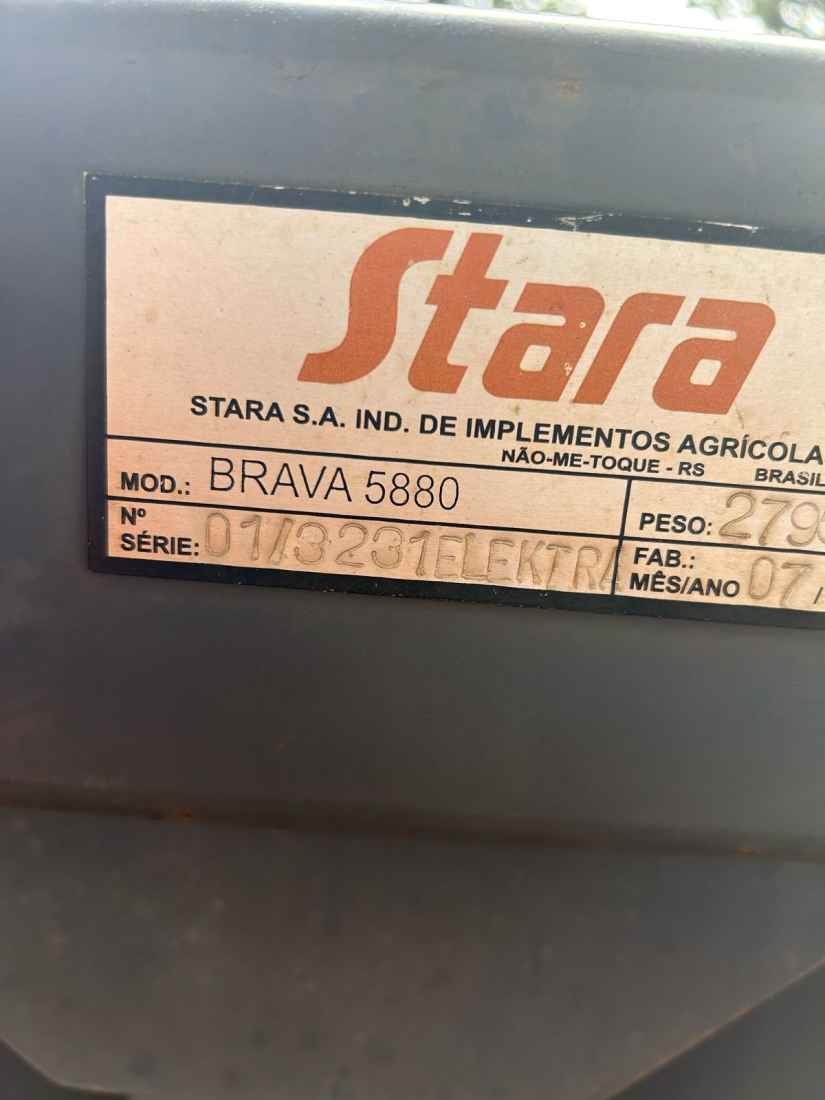 Stara
STARA S.A. IND. DE IMPLEMENTOS AGRÍCOLA
NÃO-ME-TOQUE - RS BRASIL
MOD.: BRAVA 5880
PESO: 279
Nº SÉRIE: 01/3231ELEKTRA
FAB.: MÊS/ANO 07/